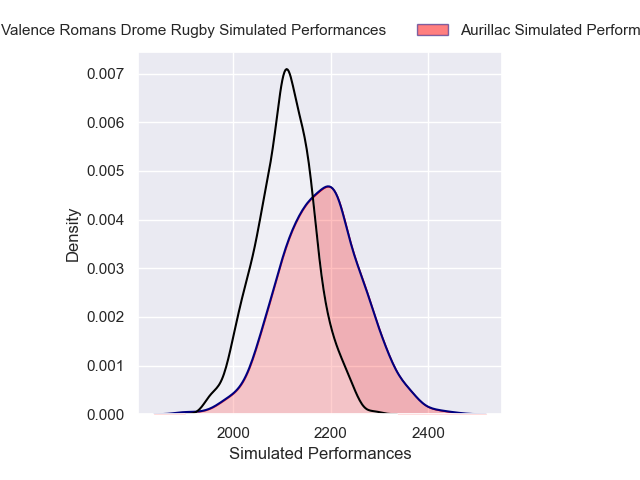 Valence Romans Drome Rugby Simulated Performances Aurillac Simulated Perform
0.007
0.006
0.005
0.004
0.003
0.002
0.001
0.000
Density
2000 2200 2400
Simulated Performances